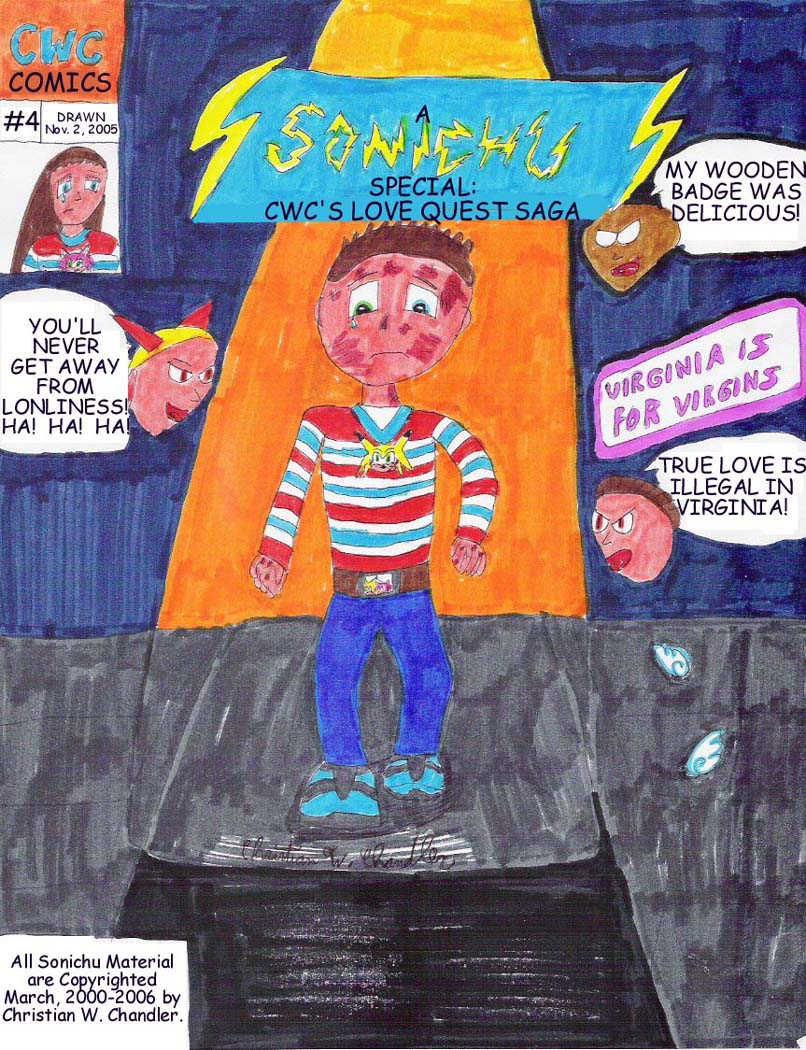 CWC
COMICS
#4
DRAWN
Nov. 2, 2005
A
SONICHU
SPECIAL:
CWC'S LOVE QUEST SAGA
MY WOODEN
BADGE WAS
DELICIOUS!
YOU'LL
NEVER
GET AWAY
FROM
LONLINESS!
HA! HA! HA!
VIRGINIA IS
FOR VIRGINS
TRUE LOVE IS
ILLEGAL IN
VIRGINIA!
Christian W. Chandler
All Sonichu Material
are Copyrighted
March, 2000-2006 by
Christian W. Chandler.